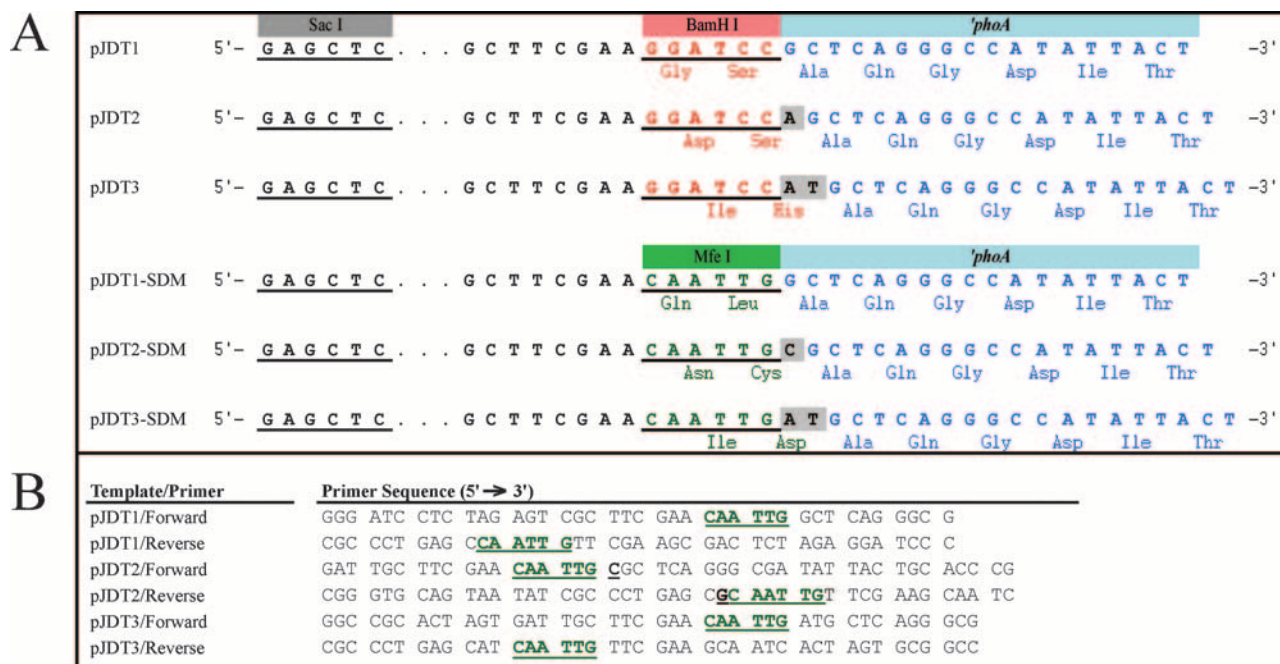 A
Sac I BamH I 'phoA
pJDT1 5'- G A G C T C . . . G C T T C G A A G G A T C C G C T C A G G G C C A T A T T A C T -3'
Gly Ser Ala Gln Gly Asp Ile Thr
pJDT2 5'- G A G C T C . . . G C T T C G A A G G A T C C A G C T C A G G G C C A T A T T A C T -3'
Asp Ser Ala Gln Gly Asp Ile Thr
pJDT3 5'- G A G C T C . . . G C T T C G A A G G A T C C A T G C T C A G G G C C A T A T T A C T -3'
Ile His Ala Gln Gly Asp Ile Thr
Mfe I 'phoA
pJDT1-SDM 5'- G A G C T C . . . G C T T C G A A C A A T T G G C T C A G G G C C A T A T T A C T -3'
Gln Leu Ala Gln Gly Asp Ile Thr
pJDT2-SDM 5'- G A G C T C . . . G C T T C G A A C A A T T G C G C T C A G G G C C A T A T T A C T -3'
Asn Cys Ala Gln Gly Asp Ile Thr
pJDT3-SDM 5'- G A G C T C . . . G C T T C G A A C A A T T G A T G C T C A G G G C C A T A T T A C T -3'
Ile Asp Ala Gln Gly Asp Ile Thr
B
Template/Primer Primer Sequence (5' → 3')
pJDT1/Forward GGG ATC CTC TAG AGT CGC TTC GAA CAA TTG GCT CAG GGC G
pJDT1/Reverse CGC CCT GAG CCA ATTG TT CGA AGC GAC TCT AGA GGA TCC C
pJDT2/Forward GAT TGC TTC GAA CAA TTG CGC TCA GGG CGA TAT TAC TGC ACC CG
pJDT2/Reverse CGG GTG CAG TAA TAT CGC CCT GAG CGC AAT TGT TCG AAG CAA TC
pJDT3/Forward GGC CGC ACT AGT GAT TGC TTC GAA CAA TTG ATG CTC AGG GCG
pJDT3/Reverse CGC CCT GAG CAT CAA TTG TTC GAA GCA ATC ACT AGT GCG GCC